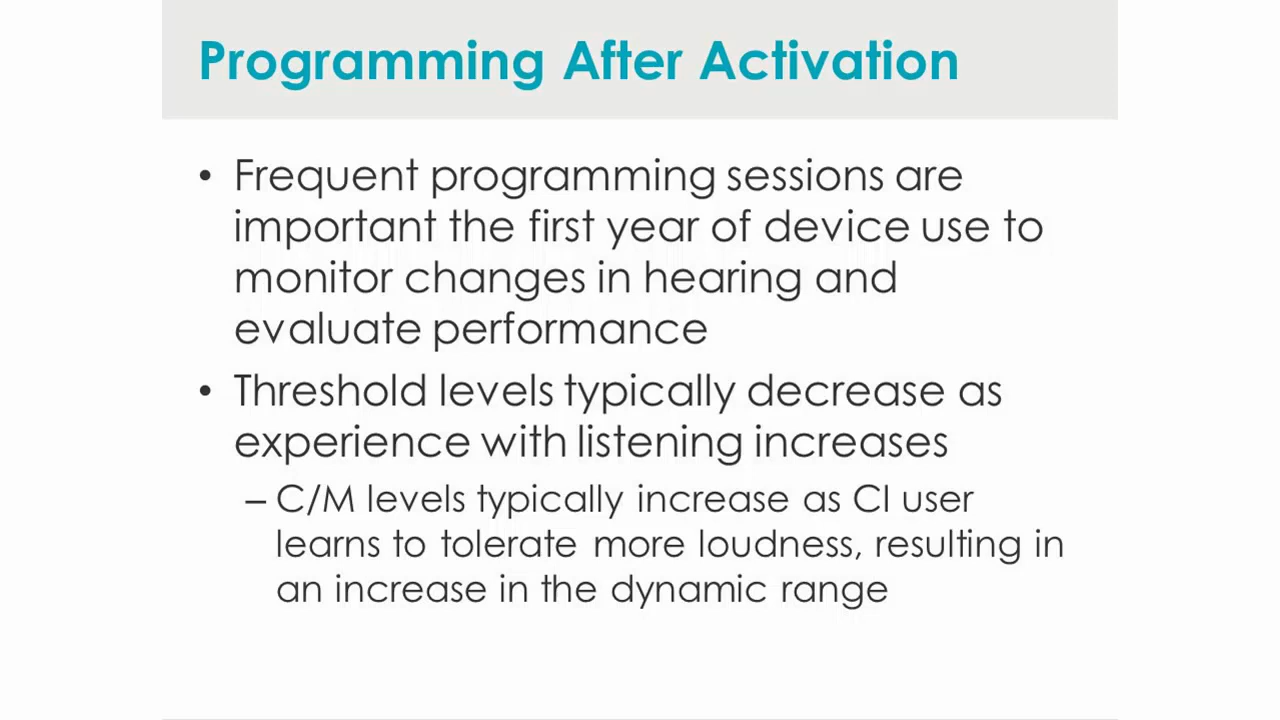 Programming After Activation
• Frequent programming sessions are
important the first year of device use to
monitor changes in hearing and
evaluate performance
• Threshold levels typically decrease as
experience with listening increases
– C/M levels typically increase as CI user
learns to tolerate more loudness, resulting in
an increase in the dynamic range